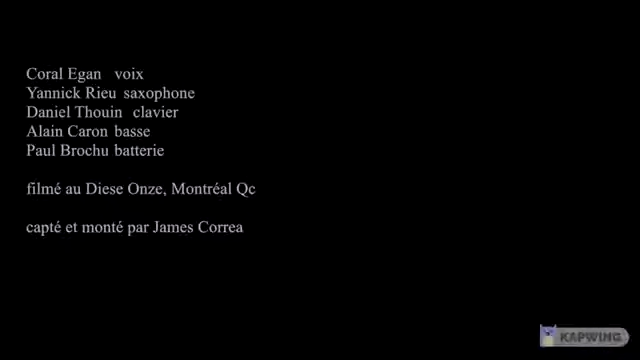 Coral Egan voix
Yannick Rieu saxophone
Daniel Thouin clavier
Alain Caron basse
Paul Brochu batterie
filmé au Diese Onze, Montréal Qc
capté et monté par James Correa
KAPWING